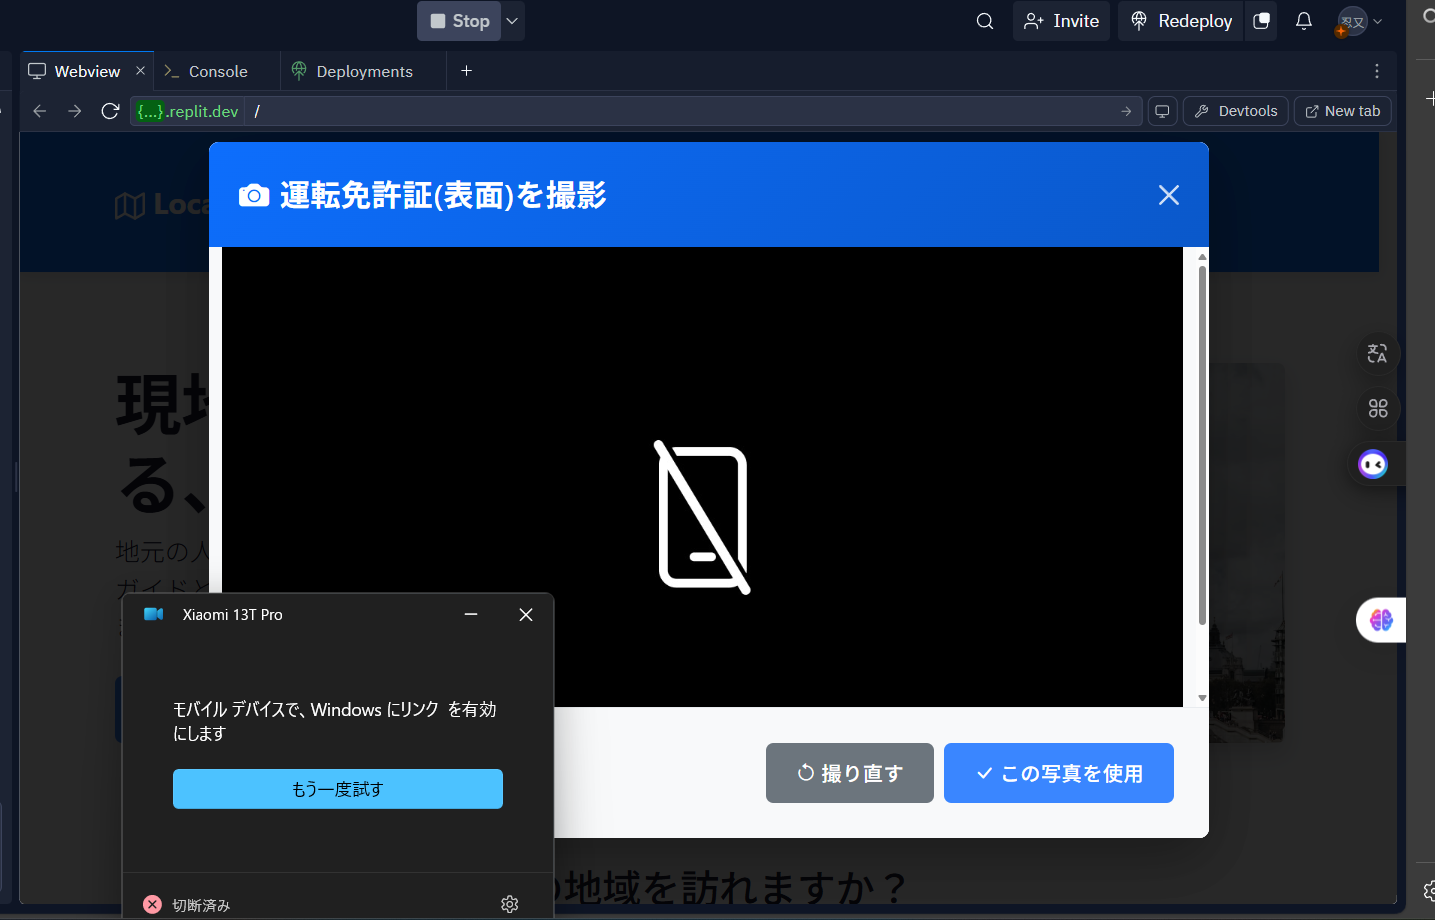 Stop
Invite
Redeploy
Webview
Console
Deployments
{...}.replit.dev
/
Devtools
New tab
Loca
運転免許証(表面)を撮影
現地
る、
地元の人
ガイドと
Xiaomi 13T Pro
モバイル デバイスで、Windows にリンク を有効
にします
もう一度試す
切断済み
撮り直す
この写真を使用
の地域を訪れますか？